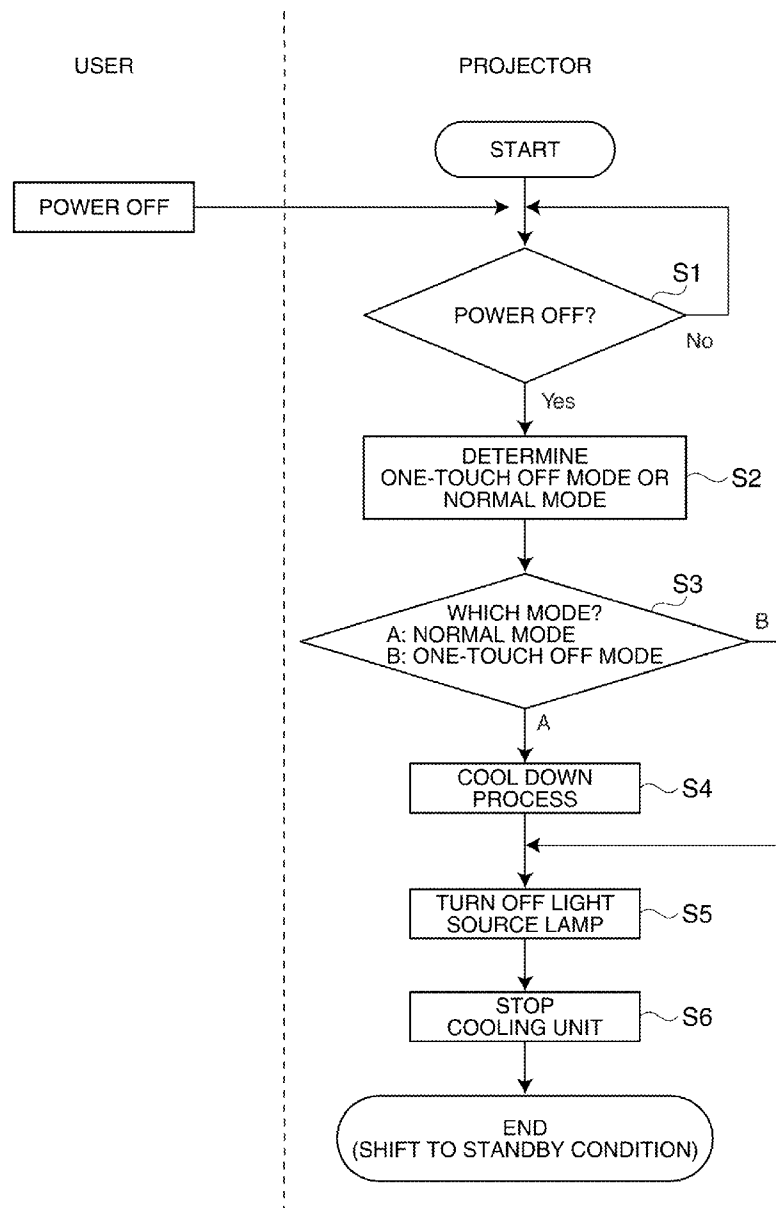 USER
PROJECTOR
START
POWER OFF
S1
POWER OFF?
No
Yes
DETERMINE
ONE-TOUCH OFF MODE OR
NORMAL MODE
S2
S3
WHICH MODE?
A: NORMAL MODE
B: ONE-TOUCH OFF MODE
B
A
COOL DOWN
PROCESS
S4
TURN OFF LIGHT
SOURCE LAMP
S5
STOP
COOLING UNIT
S6
END
(SHIFT TO STANDBY CONDITION)